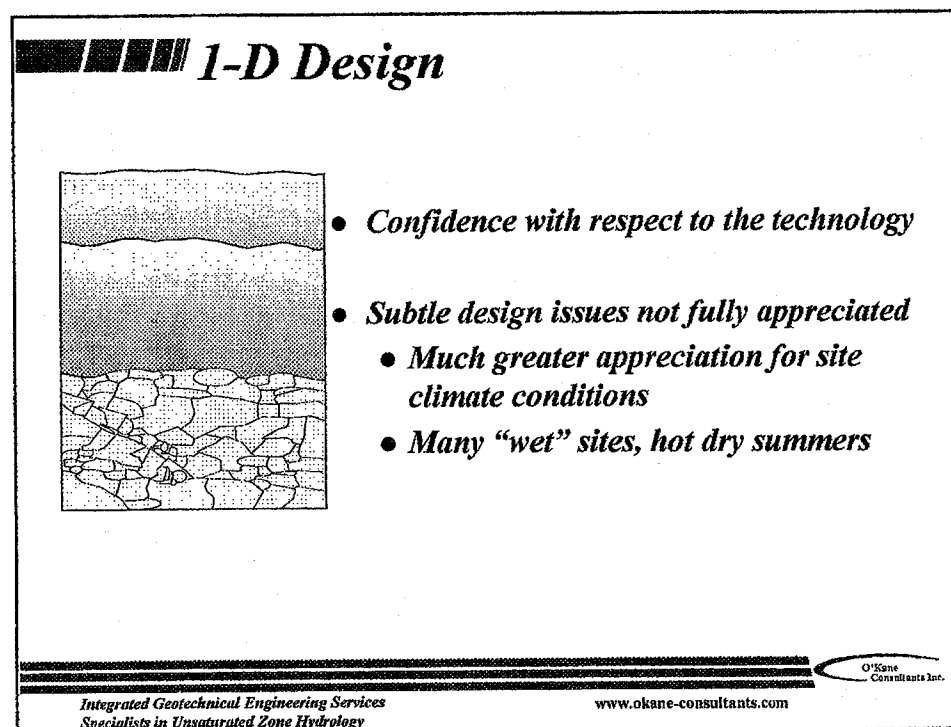 1-D Design
● Confidence with respect to the technology
● Subtle design issues not fully appreciated
● Much greater appreciation for site
climate conditions
● Many “wet” sites, hot dry summers
O'Kane
Consultants Inc.
Integrated Geotechnical Engineering Services
www.okane-consultants.com
Specialists in Unsaturated Zone Hydrology